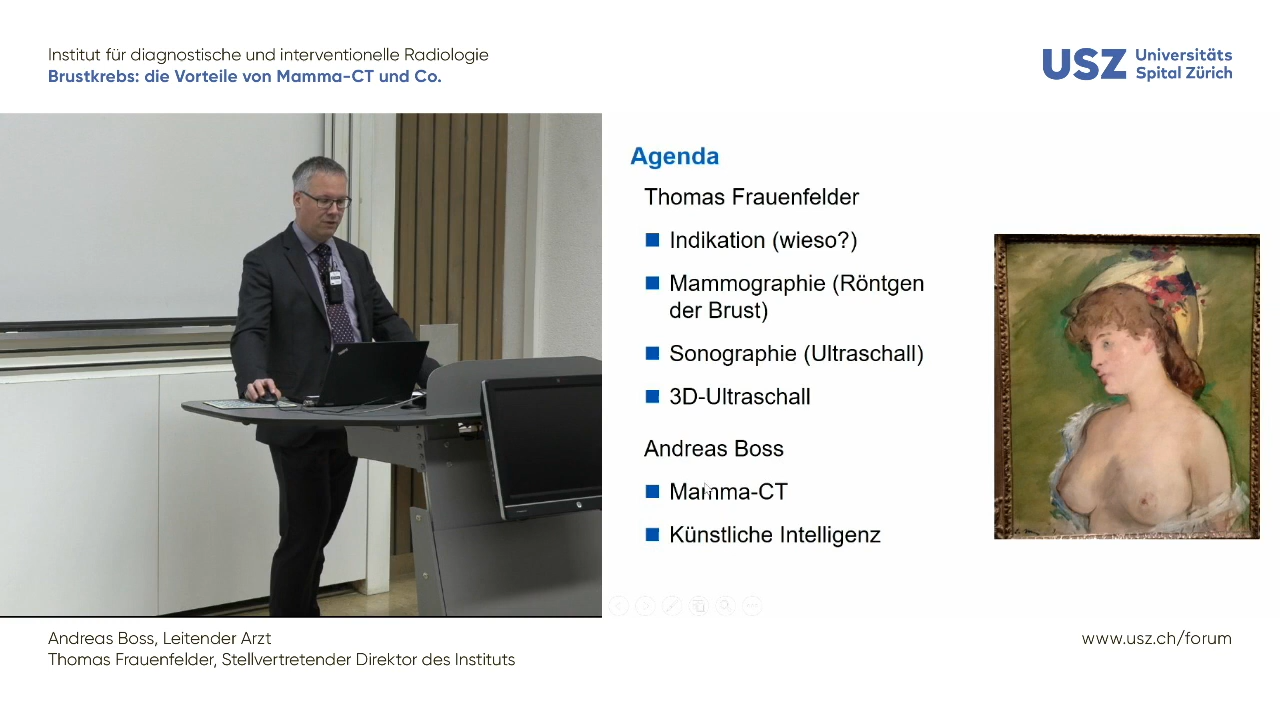 Institut für diagnostische und interventionelle Radiologie
Brustkrebs: die Vorteile von Mamma-CT und Co.
USZ Universitäts
Spital Zürich
Agenda
Thomas Frauenfelder
Indikation (wieso?)
Mammographie (Röntgen
der Brust)
Sonographie (Ultraschall)
3D-Ultraschall
Andreas Boss
Mamma-CT
Künstliche Intelligenz
Andreas Boss, Leitender Arzt
Thomas Frauenfelder, Stellvertretender Direktor des Instituts
www.usz.ch/forum